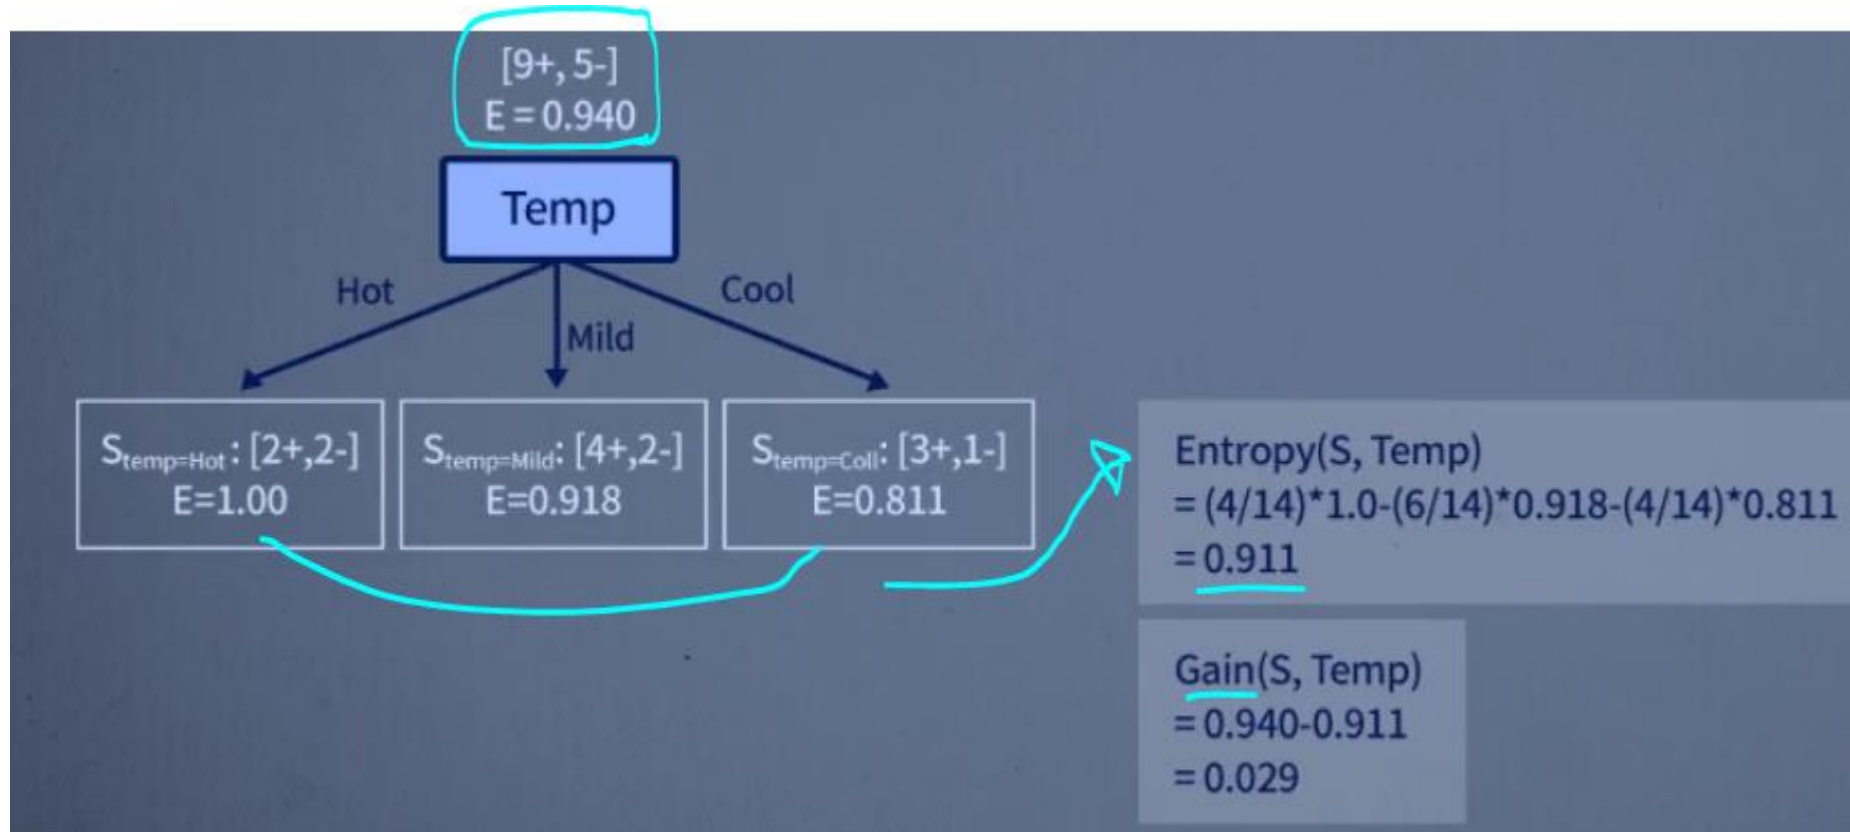 [9+, 5-]
E = 0.940
Temp
Hot
Mild
Cool
Stemp=Hot: [2+,2-]
E=1.00
Stemp=Mild: [4+,2-]
E=0.918
Stemp=Coll: [3+,1-]
E=0.811
Entropy(S, Temp)
= (4/14)*1.0-(6/14)*0.918-(4/14)*0.811
= 0.911
Gain(S, Temp)
= 0.940-0.911
= 0.029